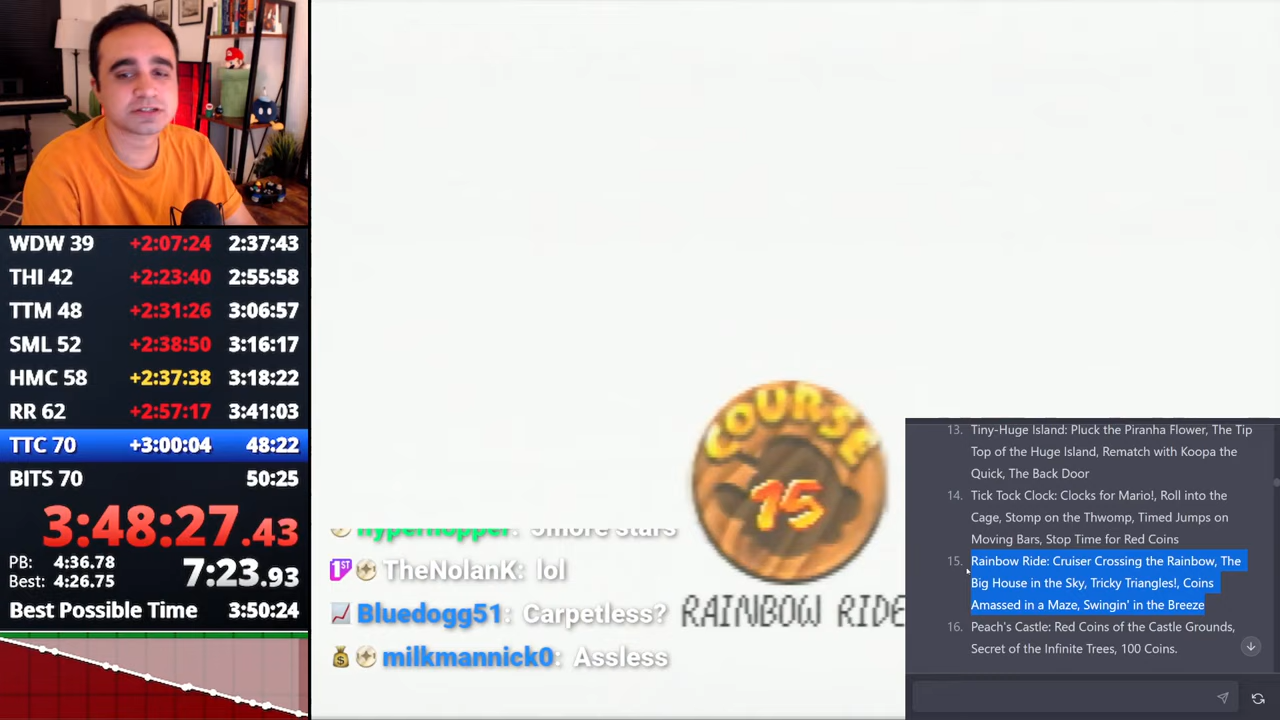 WDW 39 +2:07:24 2:37:43
THI 42 +2:23:40 2:55:58
TTM 48 +2:31:26 3:06:57
SML 52 +2:38:50 3:16:17
HMC 58 +2:37:38 3:18:22
RR 62 +2:57:17 3:41:03
TTC 70 +3:00:04 48:22
BITS 70 50:25
3:48:27.43
PB: 4:36.78
Best: 4:26.75
7:23.93
Best Possible Time 3:50:24
COURSE
15
RAINBOW RIDE
hyperhopper: 5more stars
1ST TheNolanK: lol
Bluedogg51: Carpetless?
milkmannick0: Assless
13. Tiny-Huge Island: Pluck the Piranha Flower, The Tip
Top of the Huge Island, Rematch with Koopa the
Quick, The Back Door
14. Tick Tock Clock: Clocks for Mario!, Roll into the
Cage, Stomp on the Thwomp, Timed Jumps on
Moving Bars, Stop Time for Red Coins
15. Rainbow Ride: Cruiser Crossing the Rainbow, The
Big House in the Sky, Tricky Triangles!, Coins
Amassed in a Maze, Swingin' in the Breeze
16. Peach's Castle: Red Coins of the Castle Grounds,
Secret of the Infinite Trees, 100 Coins.